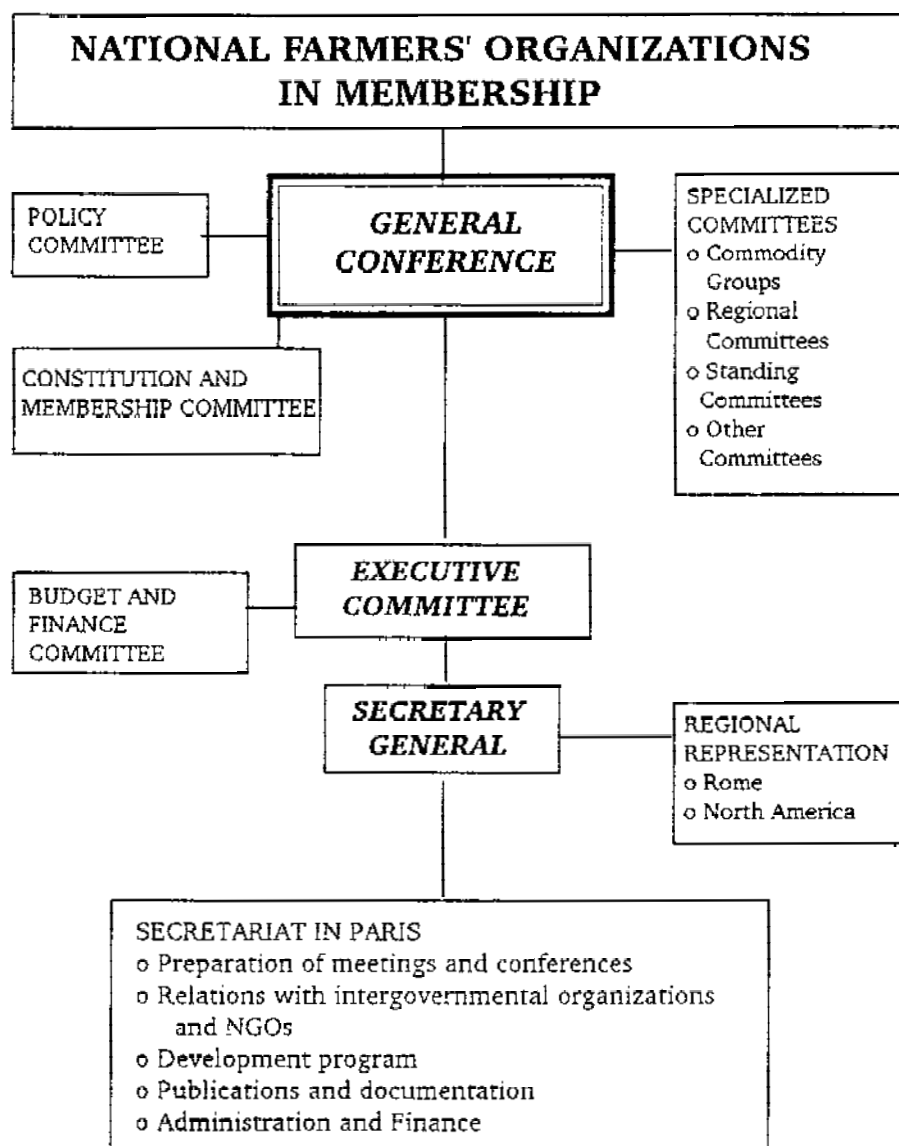 NATIONAL FARMERS' ORGANIZATIONS
IN MEMBERSHIP
POLICY
COMMITTEE
GENERAL
CONFERENCE
SPECIALIZED
COMMITTEES
o Commodity
Groups
o Regional
Committees
o Standing
Committees
o Other
Committees
CONSTITUTION AND
MEMBERSHIP COMMITTEE
EXECUTIVE
COMMITTEE
BUDGET AND
FINANCE
COMMITTEE
SECRETARY
GENERAL
REGIONAL
REPRESENTATION
o Rome
o North America
SECRETARIAT IN PARIS
o Preparation of meetings and conferences
o Relations with intergovernmental organizations
and NGOs
o Development program
o Publications and documentation
o Administration and Finance